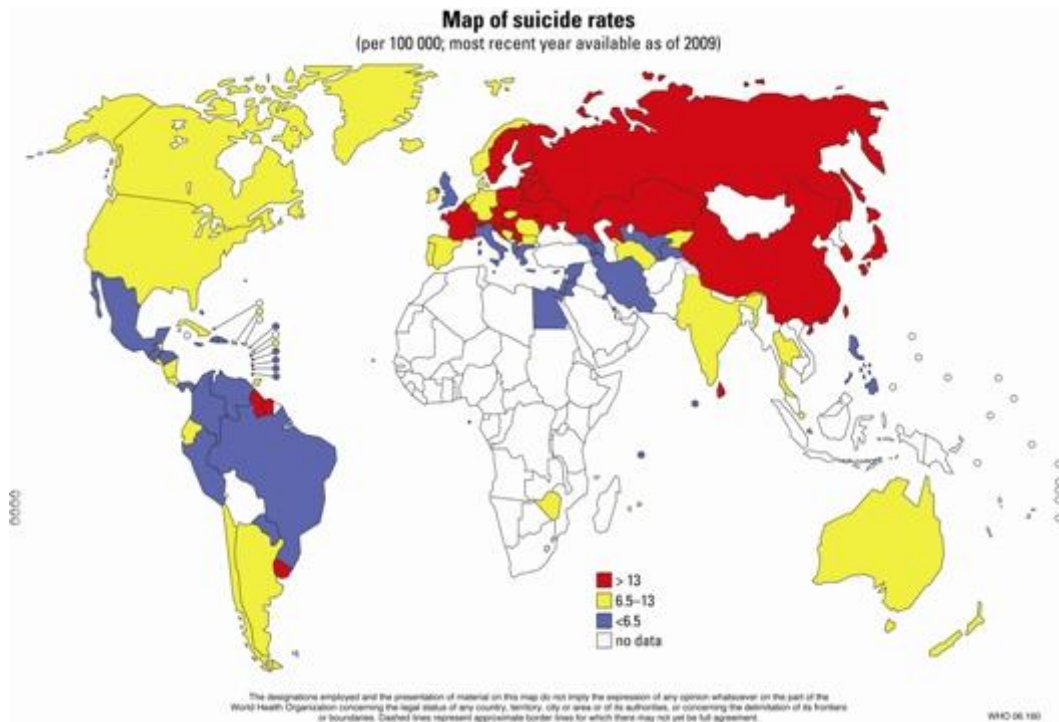 Map of suicide rates
(per 100 000; most recent year available as of 2009)
> 13
6.5–13
<6.5
no data
The designations employed and the presentation of material on this map do not imply the expression of any opinion whatsoever on the part of the
World Health Organization concerning the legal status of any country, territory, city or area or of its authorities, or concerning the delimitation of its frontiers
or boundaries. Dashed lines represent approximate border lines for which there may not yet be full agreement.
WHO 06.160